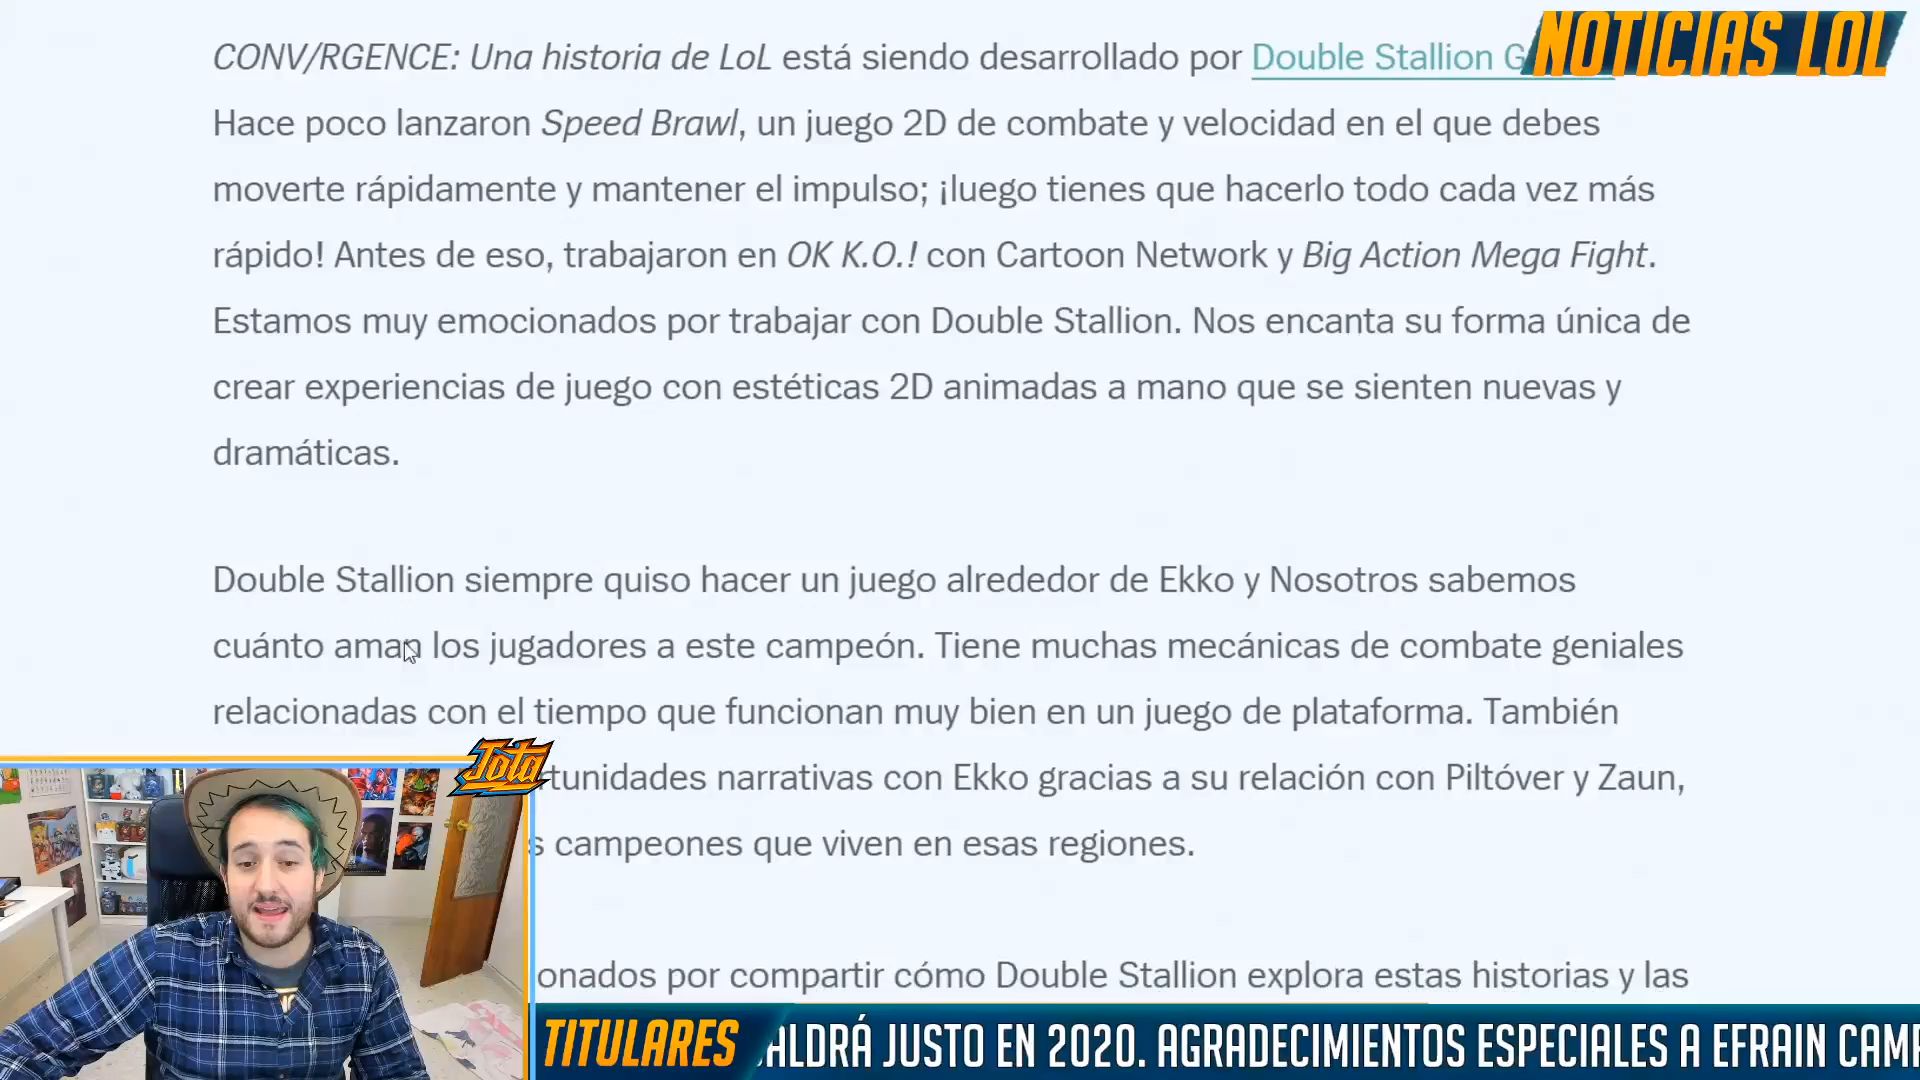 CONV/RGENCE: Una historia de LoL está siendo desarrollado por Double Stallion
NOTICIAS LOL
Hace poco lanzaron Speed Brawl, un juego 2D de combate y velocidad en el que debes
moverte rápidamente y mantener el impulso; ¡luego tienes que hacerlo todo cada vez más
rápido! Antes de eso, trabajaron en OK K.O.! con Cartoon Network y Big Action Mega Fight.
Estamos muy emocionados por trabajar con Double Stallion. Nos encanta su forma única de
crear experiencias de juego con estéticas 2D animadas a mano que se sienten nuevas y
dramáticas.
Double Stallion siempre quiso hacer un juego alrededor de Ekko y Nosotros sabemos
cuánto aman los jugadores a este campeón. Tiene muchas mecánicas de combate geniales
relacionadas con el tiempo que funcionan muy bien en un juego de plataforma. También
tunidades narrativas con Ekko gracias a su relación con Piltóver y Zaun,
s campeones que viven en esas regiones.
onados por compartir cómo Double Stallion explora estas historias y las
Jota
TITULARES
ALDRÁ JUSTO EN 2020. AGRADECIMIENTOS ESPECIALES A EFRAIN CAM